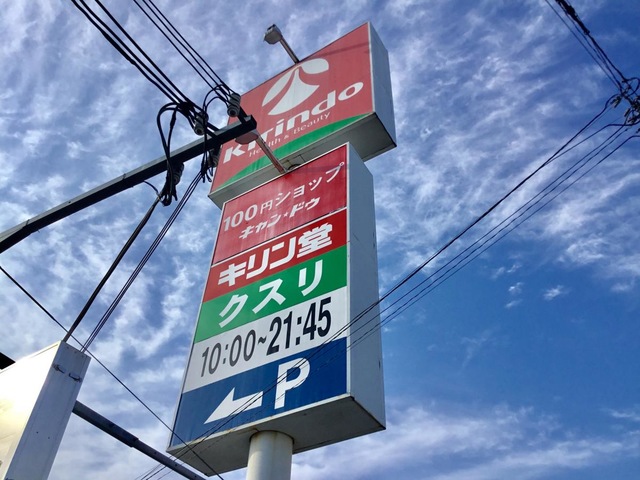 Kirindo
Health & Beauty
100円ショップ
キャン・ドゥ
キリン堂
クスリ
10:00~21:45
P